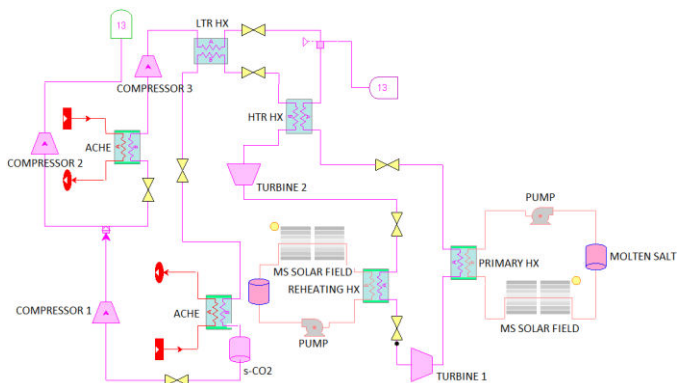 13
LTR HX
COMPRESSOR 3
13
ACHE
COMPRESSOR 2
HTR HX
TURBINE 2
PUMP
MOLTEN SALT
PRIMARY HX
MS SOLAR FIELD
REHEATING HX
COMPRESSOR 1
ACHE
MS SOLAR FIELD
PUMP
s-CO2
TURBINE 1